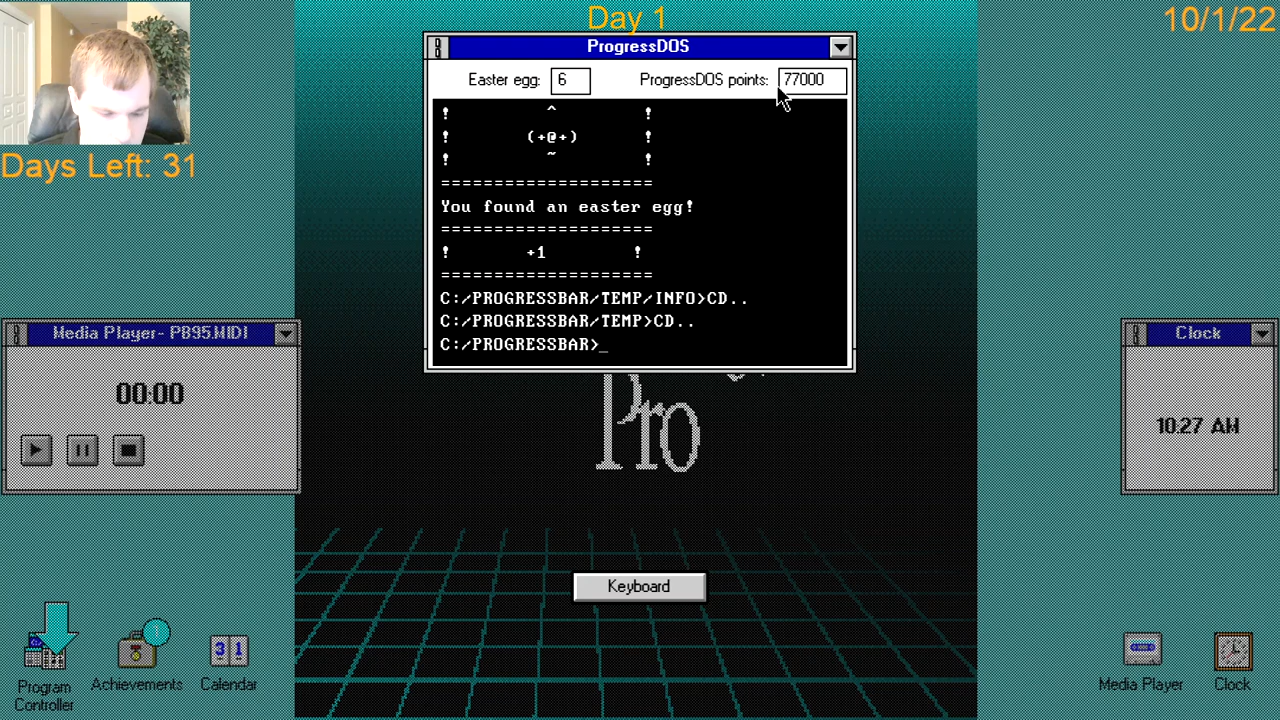 Day 1
10/1/22
ProgressDOS
Easter egg: 6
ProgressDOS points: 77000
! ^ !
! (+@+) !
! ~ !
====================
You found an easter egg!
====================
! +1 !
====================
C:/PROGRESSBAR/TEMP/INFO>CD..
C:/PROGRESSBAR/TEMP>CD..
C:/PROGRESSBAR>_
Days Left: 31
Media Player- PB95.MIDI
00:00
Clock
10:27 AM
Pro
Keyboard
Program
Controller
1
Achievements
31
Calendar
Media Player
Clock